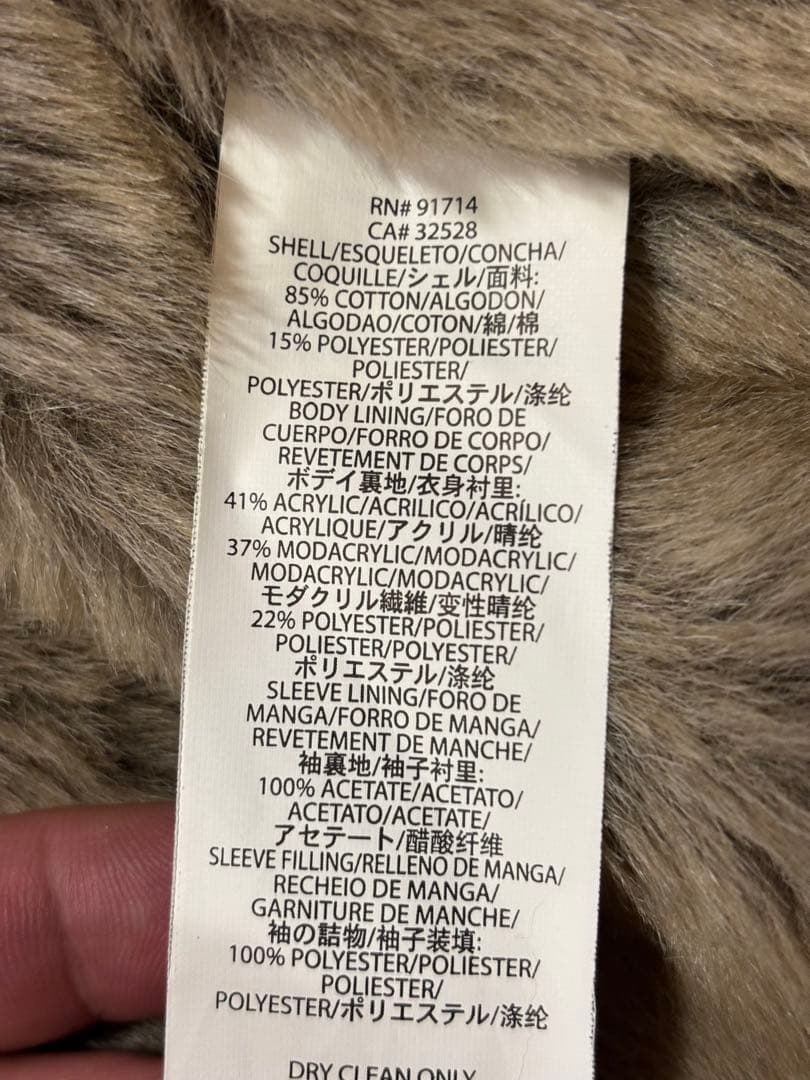 RN# 91714
CA# 32528
SHELL/ESQUELETO/CONCHA/
COQUILLE/シェル/面料:
85% COTTON/ALGODON/
ALGODAO/COTON/綿/棉
15% POLYESTER/POLIESTER/
POLIESTER/
POLYESTER/ポリエステル/涤纶
BODY LINING/FORO DE
CUERPO/FORRO DE CORPO/
REVETEMENT DE CORPS/
ボデイ裏地/衣身衬里:
41% ACRYLIC/ACRILICO/ACRÍLICO/
ACRYLIQUE/アクリル/晴纶
37% MODACRYLIC/MODACRYLIC/
MODACRYLIC/MODACRYLIC/
モダクリル繊維/变性晴纶
22% POLYESTER/POLIESTER/
POLIESTER/POLYESTER/
ポリエステル/涤纶
SLEEVE LINING/FORO DE
MANGA/FORRO DE MANGA/
REVETEMENT DE MANCHE/
袖裏地/袖子衬里:
100% ACETATE/ACETATO/
ACETATO/ACETATE/
アセテート/醋酸纤维
SLEEVE FILLING/RELLENO DE MANGA/
RECHEIO DE MANGA/
GARNITURE DE MANCHE/
袖の詰物/袖子装填:
100% POLYESTER/POLIESTER/
POLIESTER/
POLYESTER/ポリエステル/涤纶
DRY CLEAN ONLY